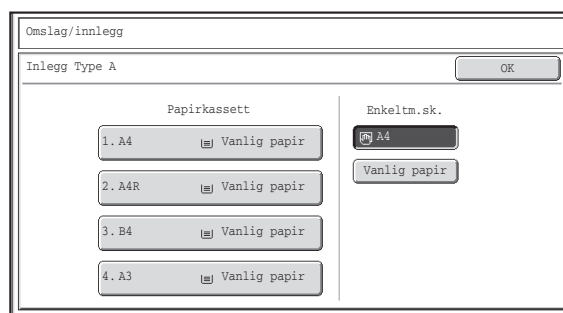 Omslag/innlegg
Inlegg Type A
OK
Papirkassett
1. A4 Vanlig papir
2. A4R Vanlig papir
3. B4 Vanlig papir
4. A3 Vanlig papir
Enkeltm.sk.
A4
Vanlig papir